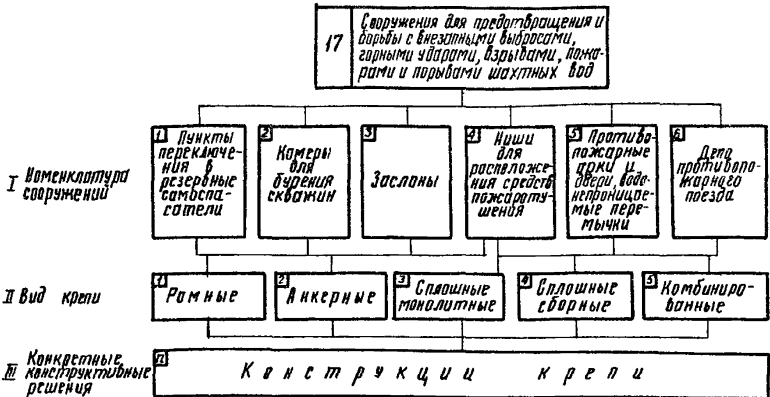 17
Сооружения для предотвращения и
борьбы с внезапными выбросами,
горными ударами, взрывами, пожа-
рами и порывами шахтных вод
I Номенклатура
сооружений
1 Пункты
переключе-
ния в
резервные
самоспа-
сатели
2
Камеры
для
бурения
скважин
3
Заслоны
4
Ниши
для
расположе-
ния средств
пожароту-
шения
5 Противо-
пожарные
арки и
двери, водо-
непроницае-
мые пере-
мычки
6
Депо
противопо-
жарного
поезда
II Вид крепи
1
Рамные
2
Анкерные
3 Сплошные
монолитные
4 Сплошные
сборные
5 Комбиниро-
ванные
III Конкретные
конструктивные
решения
п
Конструкции крепи